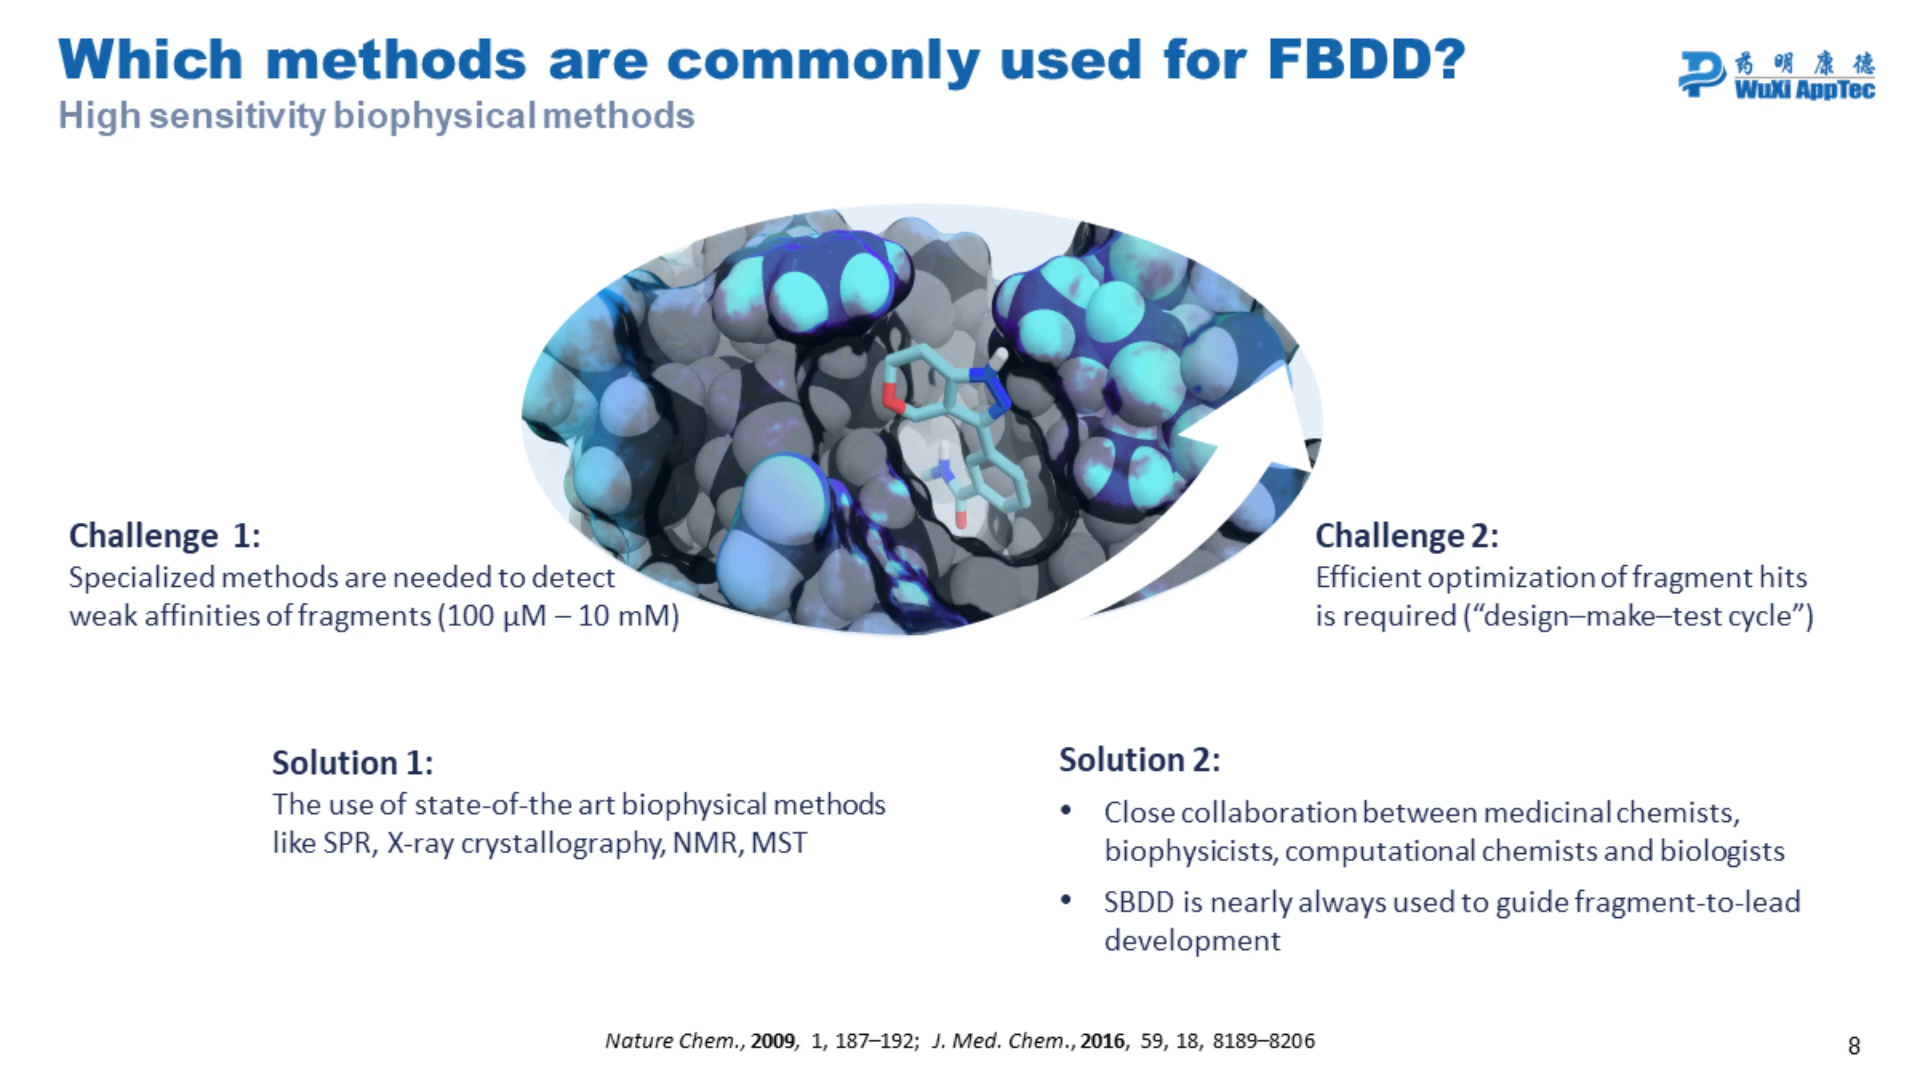 Which methods are commonly used for FBDD?
High sensitivity biophysical methods
药明康德
WuXi AppTec
Challenge 1:
Specialized methods are needed to detect
weak affinities of fragments (100 µM – 10 mM)
Challenge 2:
Efficient optimization of fragment hits
is required (“design–make–test cycle”)
Solution 1:
The use of state-of-the art biophysical methods
like SPR, X-ray crystallography, NMR, MST
Solution 2:
• Close collaboration between medicinal chemists,
biophysicists, computational chemists and biologists
• SBDD is nearly always used to guide fragment-to-lead
development
Nature Chem., 2009, 1, 187–192; J. Med. Chem., 2016, 59, 18, 8189–8206
8